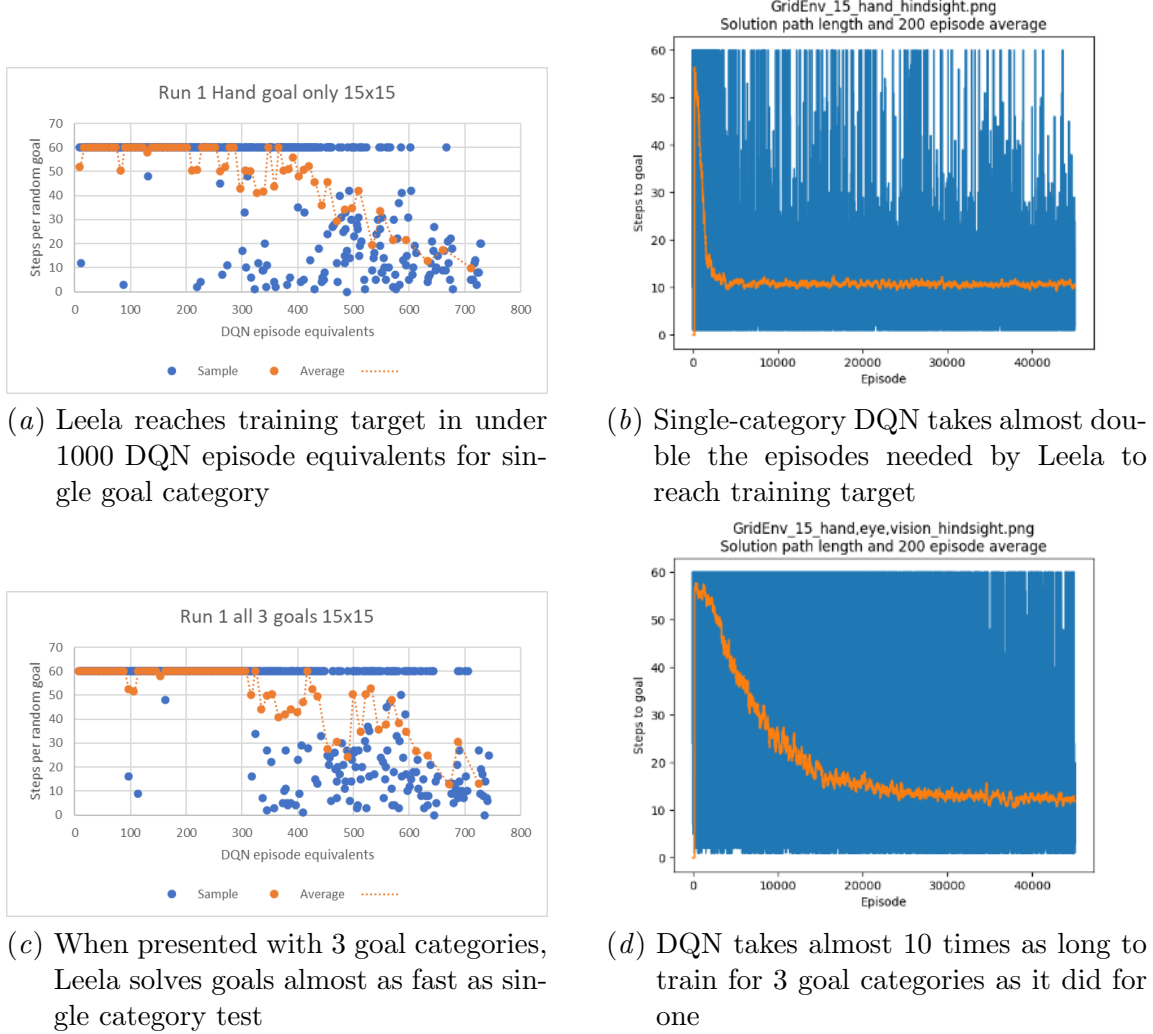 Run 1 Hand goal only 15x15
Steps per random goal
70
60
50
40
30
20
10
0
0 100 200 300 400 500 600 700 800
DQN episode equivalents
Sample Average
(a) Leela reaches training target in under
1000 DQN episode equivalents for sin-
gle goal category
GridEnv_15_hand_hindsight.png
Solution path length and 200 episode average
Steps to goal
60
50
40
30
20
10
0
0 10000 20000 30000 40000
Episode
(b) Single-category DQN takes almost dou-
ble the episodes needed by Leela to
reach training target
Run 1 all 3 goals 15x15
Steps per random goal
70
60
50
40
30
20
10
0
0 100 200 300 400 500 600 700 800
DQN episode equivalents
Sample Average
(c) When presented with 3 goal categories,
Leela solves goals almost as fast as sin-
gle category test
GridEnv_15_hand,eye,vision_hindsight.png
Solution path length and 200 episode average
Steps to goal
60
50
40
30
20
10
0
0 10000 20000 30000 40000
Episode
(d) DQN takes almost 10 times as long to
train for 3 goal categories as it did for
one